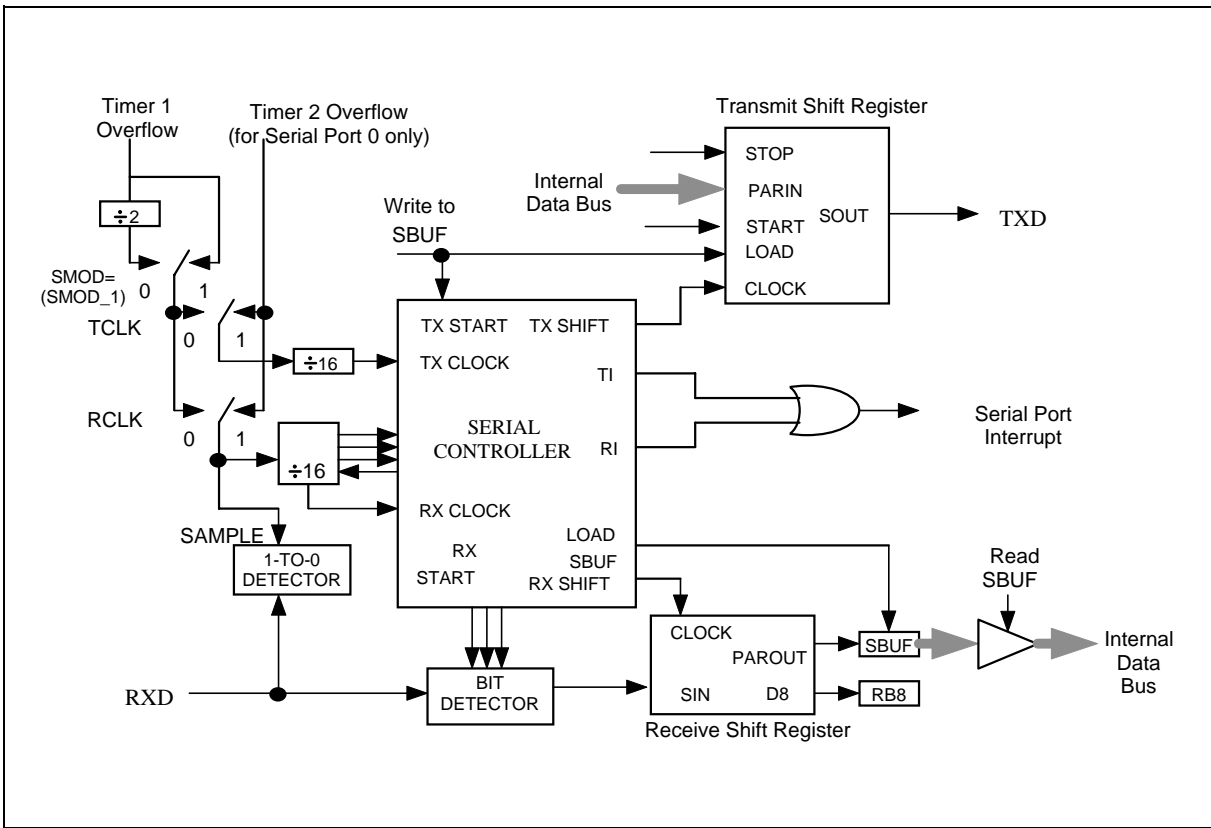 Timer 1
Overflow
Timer 2 Overflow
(for Serial Port 0 only)
÷2
SMOD=
(SMOD_1)
0
1
TCLK
0
1
÷16
RCLK
0
1
÷16
SAMPLE
1-TO-0
DETECTOR
RXD
Write to
SBUF
TX START
TX SHIFT
TX CLOCK
TI
SERIAL
CONTROLLER
RI
RX CLOCK
LOAD
SBUF
RX
START
RX SHIFT
BIT
DETECTOR
Transmit Shift Register
Internal
Data Bus
STOP
PARIN
START
SOUT
LOAD
CLOCK
TXD
Serial Port
Interrupt
CLOCK
PAROUT
SIN
D8
Receive Shift Register
SBUF
RB8
Read
SBUF
Internal
Data
Bus